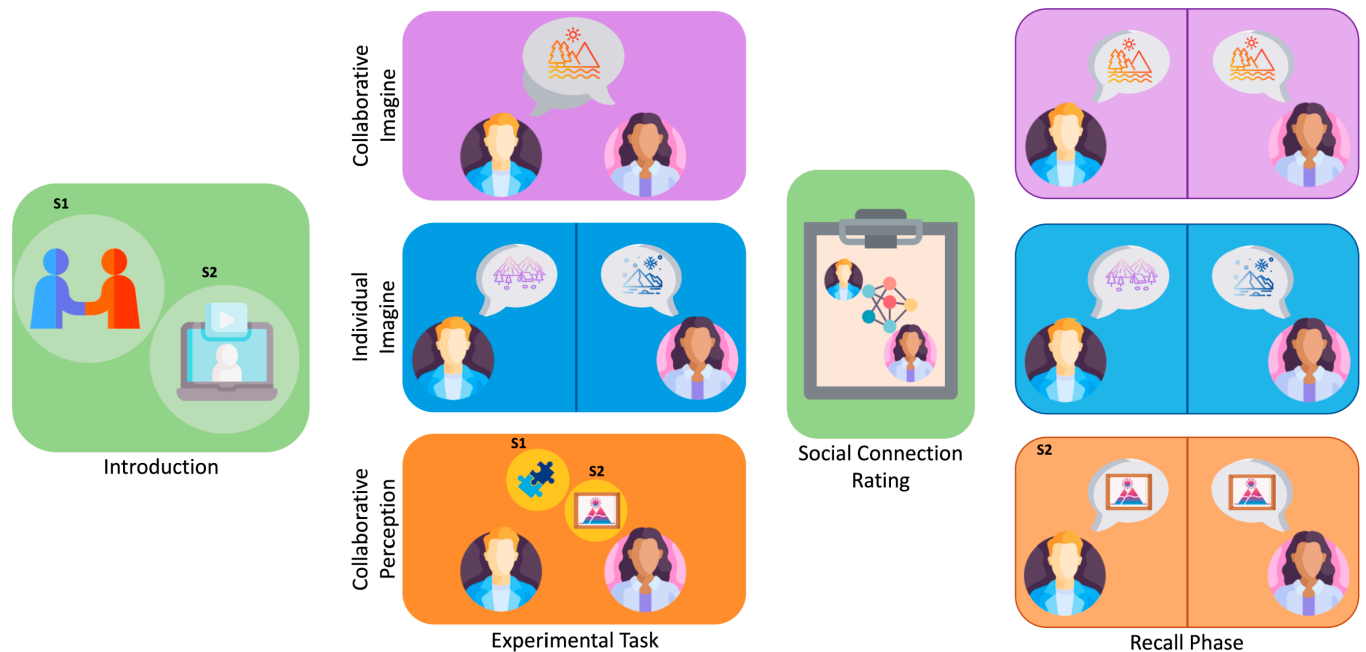 S1
S2
Introduction
Collaborative
Imagine
Individual
Imagine
Collaborative
Perception
S1
S2
Experimental Task
Social Connection
Rating
S2
Recall Phase